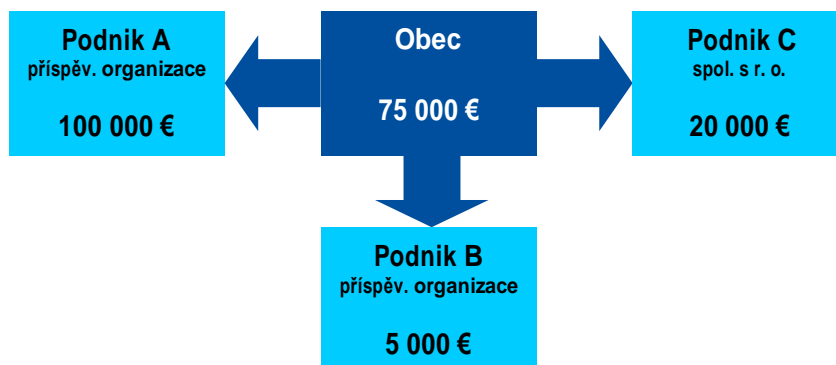 Podnik A
příspěv. organizace
100 000 €
Obec
75 000 €
Podnik C
spol. s r. o.
20 000 €
Podnik B
příspěv. organizace
5 000 €